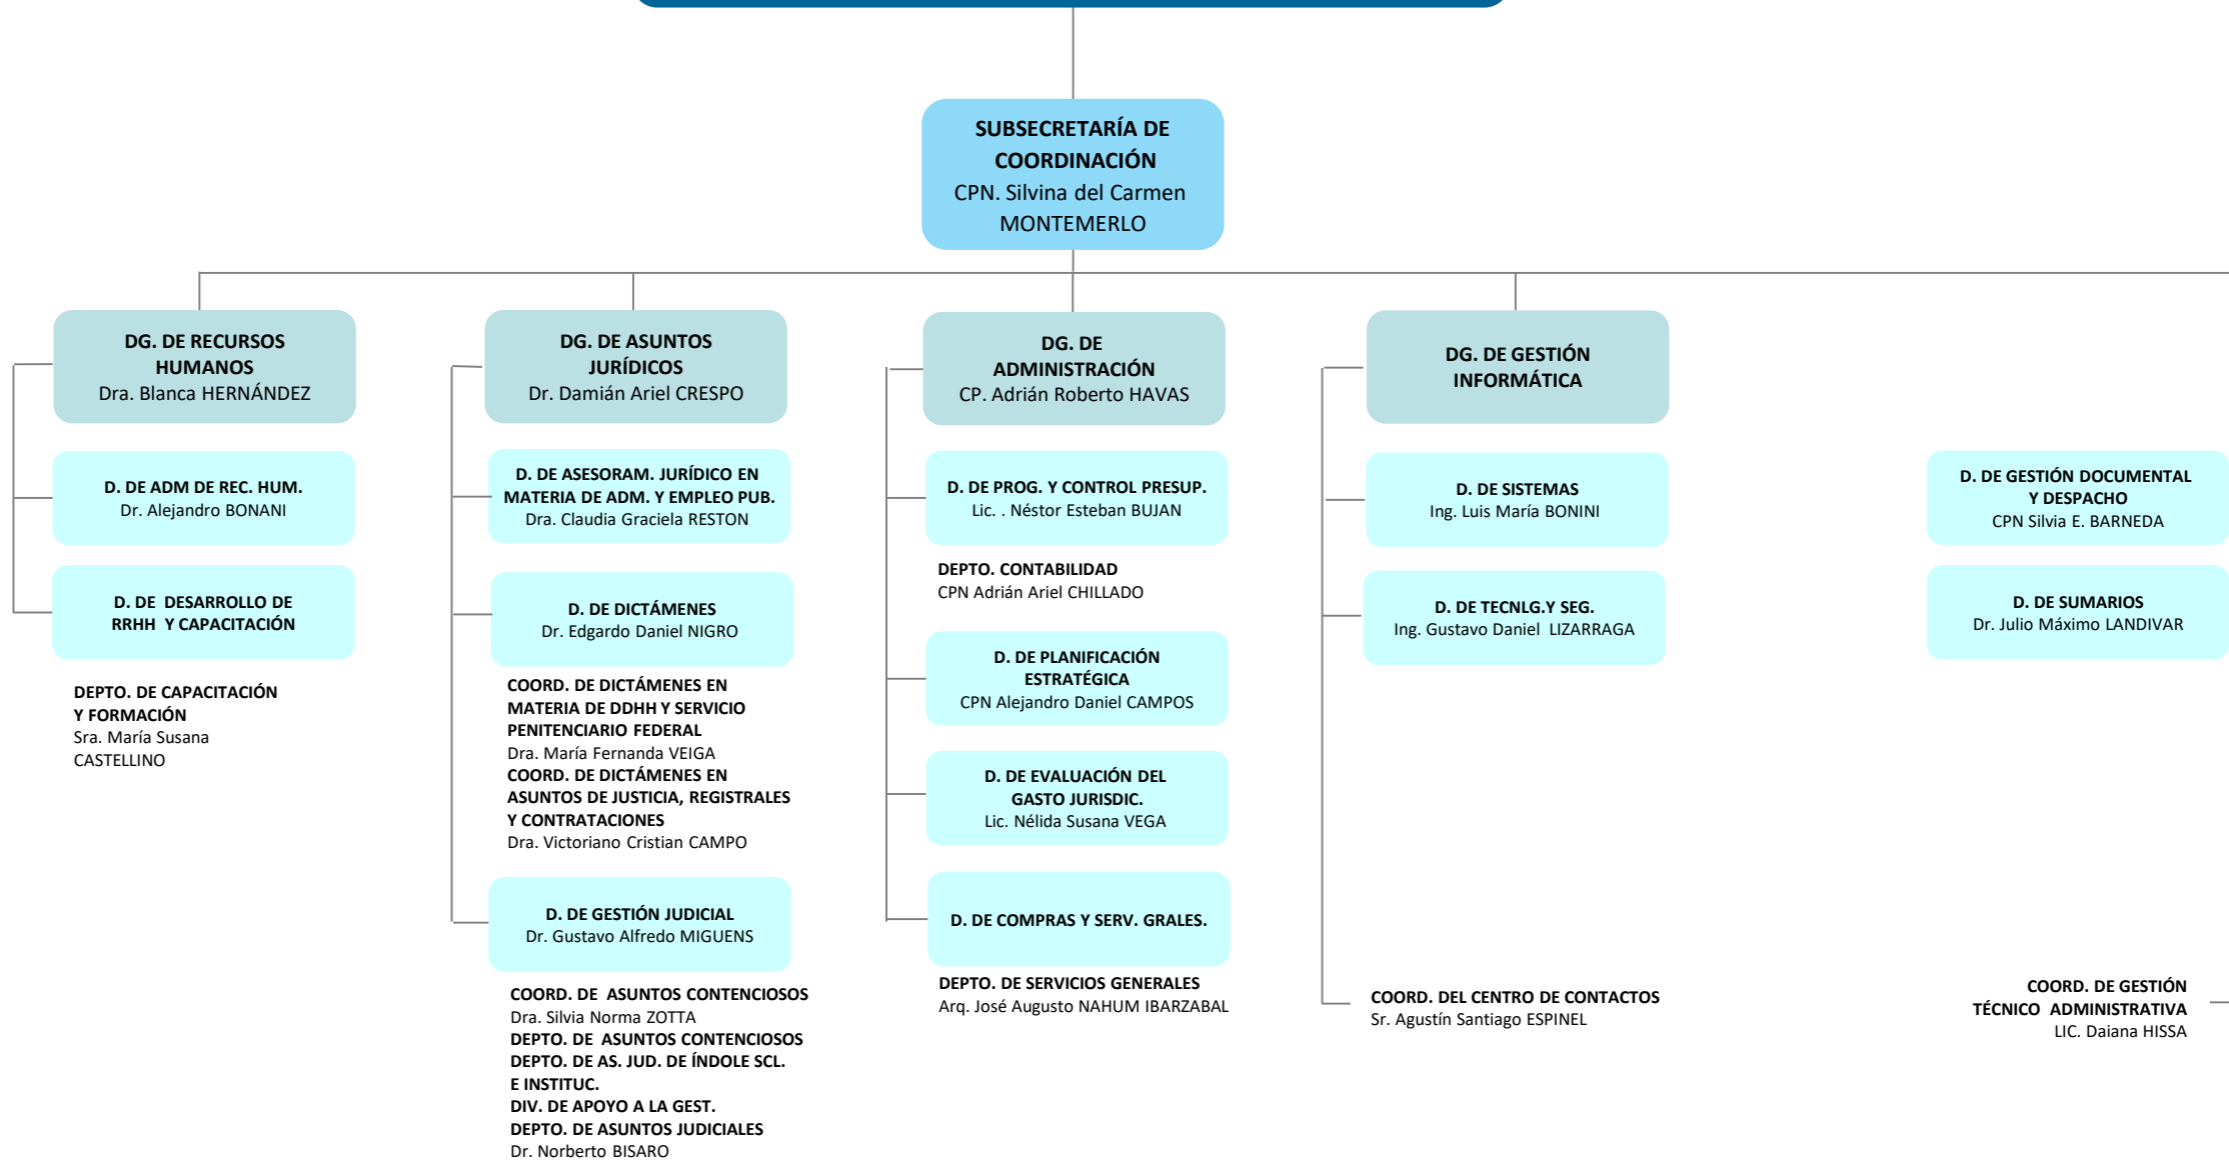 SUBSECRETARÍA DE
COORDINACIÓN
CPN. Silvina del Carmen
MONTEMERLO
DG. DE RECURSOS
HUMANOS
Dra. Blanca HERNÁNDEZ
D. DE ADM DE REC. HUM.
Dr. Alejandro BONANI
D. DE DESARROLLO DE
RRHH Y CAPACITACIÓN
DEPTO. DE CAPACITACIÓN
Y FORMACIÓN
Sra. María Susana
CASTELLINO
DG. DE ASUNTOS
JURÍDICOS
Dr. Damián Ariel CRESPO
D. DE ASESORAM. JURÍDICO EN
MATERIA DE ADM. Y EMPLEO PUB.
Dra. Claudia Graciela RESTON
D. DE DICTÁMENES
Dr. Edgardo Daniel NIGRO
COORD. DE DICTÁMENES EN
MATERIA DE DDHH Y SERVICIO
PENITENCIARIO FEDERAL
Dra. María Fernanda VEIGA
COORD. DE DICTÁMENES EN
ASUNTOS DE JUSTICIA, REGISTRALES
Y CONTRATACIONES
Dra. Victoriano Cristian CAMPO
D. DE GESTIÓN JUDICIAL
Dr. Gustavo Alfredo MIGUENS
COORD. DE ASUNTOS CONTENCIOSOS
Dra. Silvia Norma ZOTTA
DEPTO. DE ASUNTOS CONTENCIOSOS
DEPTO. DE AS. JUD. DE ÍNDOLE SCL.
E INSTITUC.
DIV. DE APOYO A LA GEST.
DEPTO. DE ASUNTOS JUDICIALES
Dr. Norberto BISARO
DG. DE
ADMINISTRACIÓN
CP. Adrián Roberto HAVAS
D. DE PROG. Y CONTROL PRESUP.
Lic. . Néstor Esteban BUJAN
DEPTO. CONTABILIDAD
CPN Adrián Ariel CHILLADO
D. DE PLANIFICACIÓN
ESTRATÉGICA
CPN Alejandro Daniel CAMPOS
D. DE EVALUACIÓN DEL
GASTO JURISDIC.
Lic. Nélida Susana VEGA
D. DE COMPRAS Y SERV. GRALES.
DEPTO. DE SERVICIOS GENERALES
Arq. José Augusto NAHUM IBARZABAL
DG. DE GESTIÓN
INFORMÁTICA
D. DE SISTEMAS
Ing. Luis María BONINI
D. DE TECNLG.Y SEG.
Ing. Gustavo Daniel LIZARRAGA
COORD. DEL CENTRO DE CONTACTOS
Sr. Agustín Santiago ESPINEL
D. DE GESTIÓN DOCUMENTAL
Y DESPACHO
CPN Silvia E. BARNEDA
D. DE SUMARIOS
Dr. Julio Máximo LANDIVAR
COORD. DE GESTIÓN
TÉCNICO ADMINISTRATIVA
LIC. Daiana HISSA